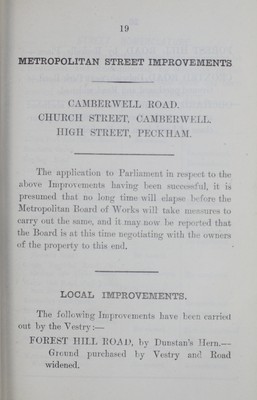 19
METROPOLITAN STREET IMPROVEMENTS
CAMBERWELL ROAD.
CHURCH STREET, CAMBERWELL.
HIGH STREET, PECKHAM.
The application to Parliament in respect to the
above Improvements having been successful, it is
presumed that no long time will elapse before the
Metropolitan Board of Works will take measures to
carry out the same, and it may now be reported that
the Board is at this time negotiating with the owners
of the property to this end.
LOCAL IMPROVEMENTS.
The following Improvements have been carried
out by the Vestry:—
FOREST HILL ROAD, by Dunstan's Hern.—
Ground purchased by Vestry and Road
widened.